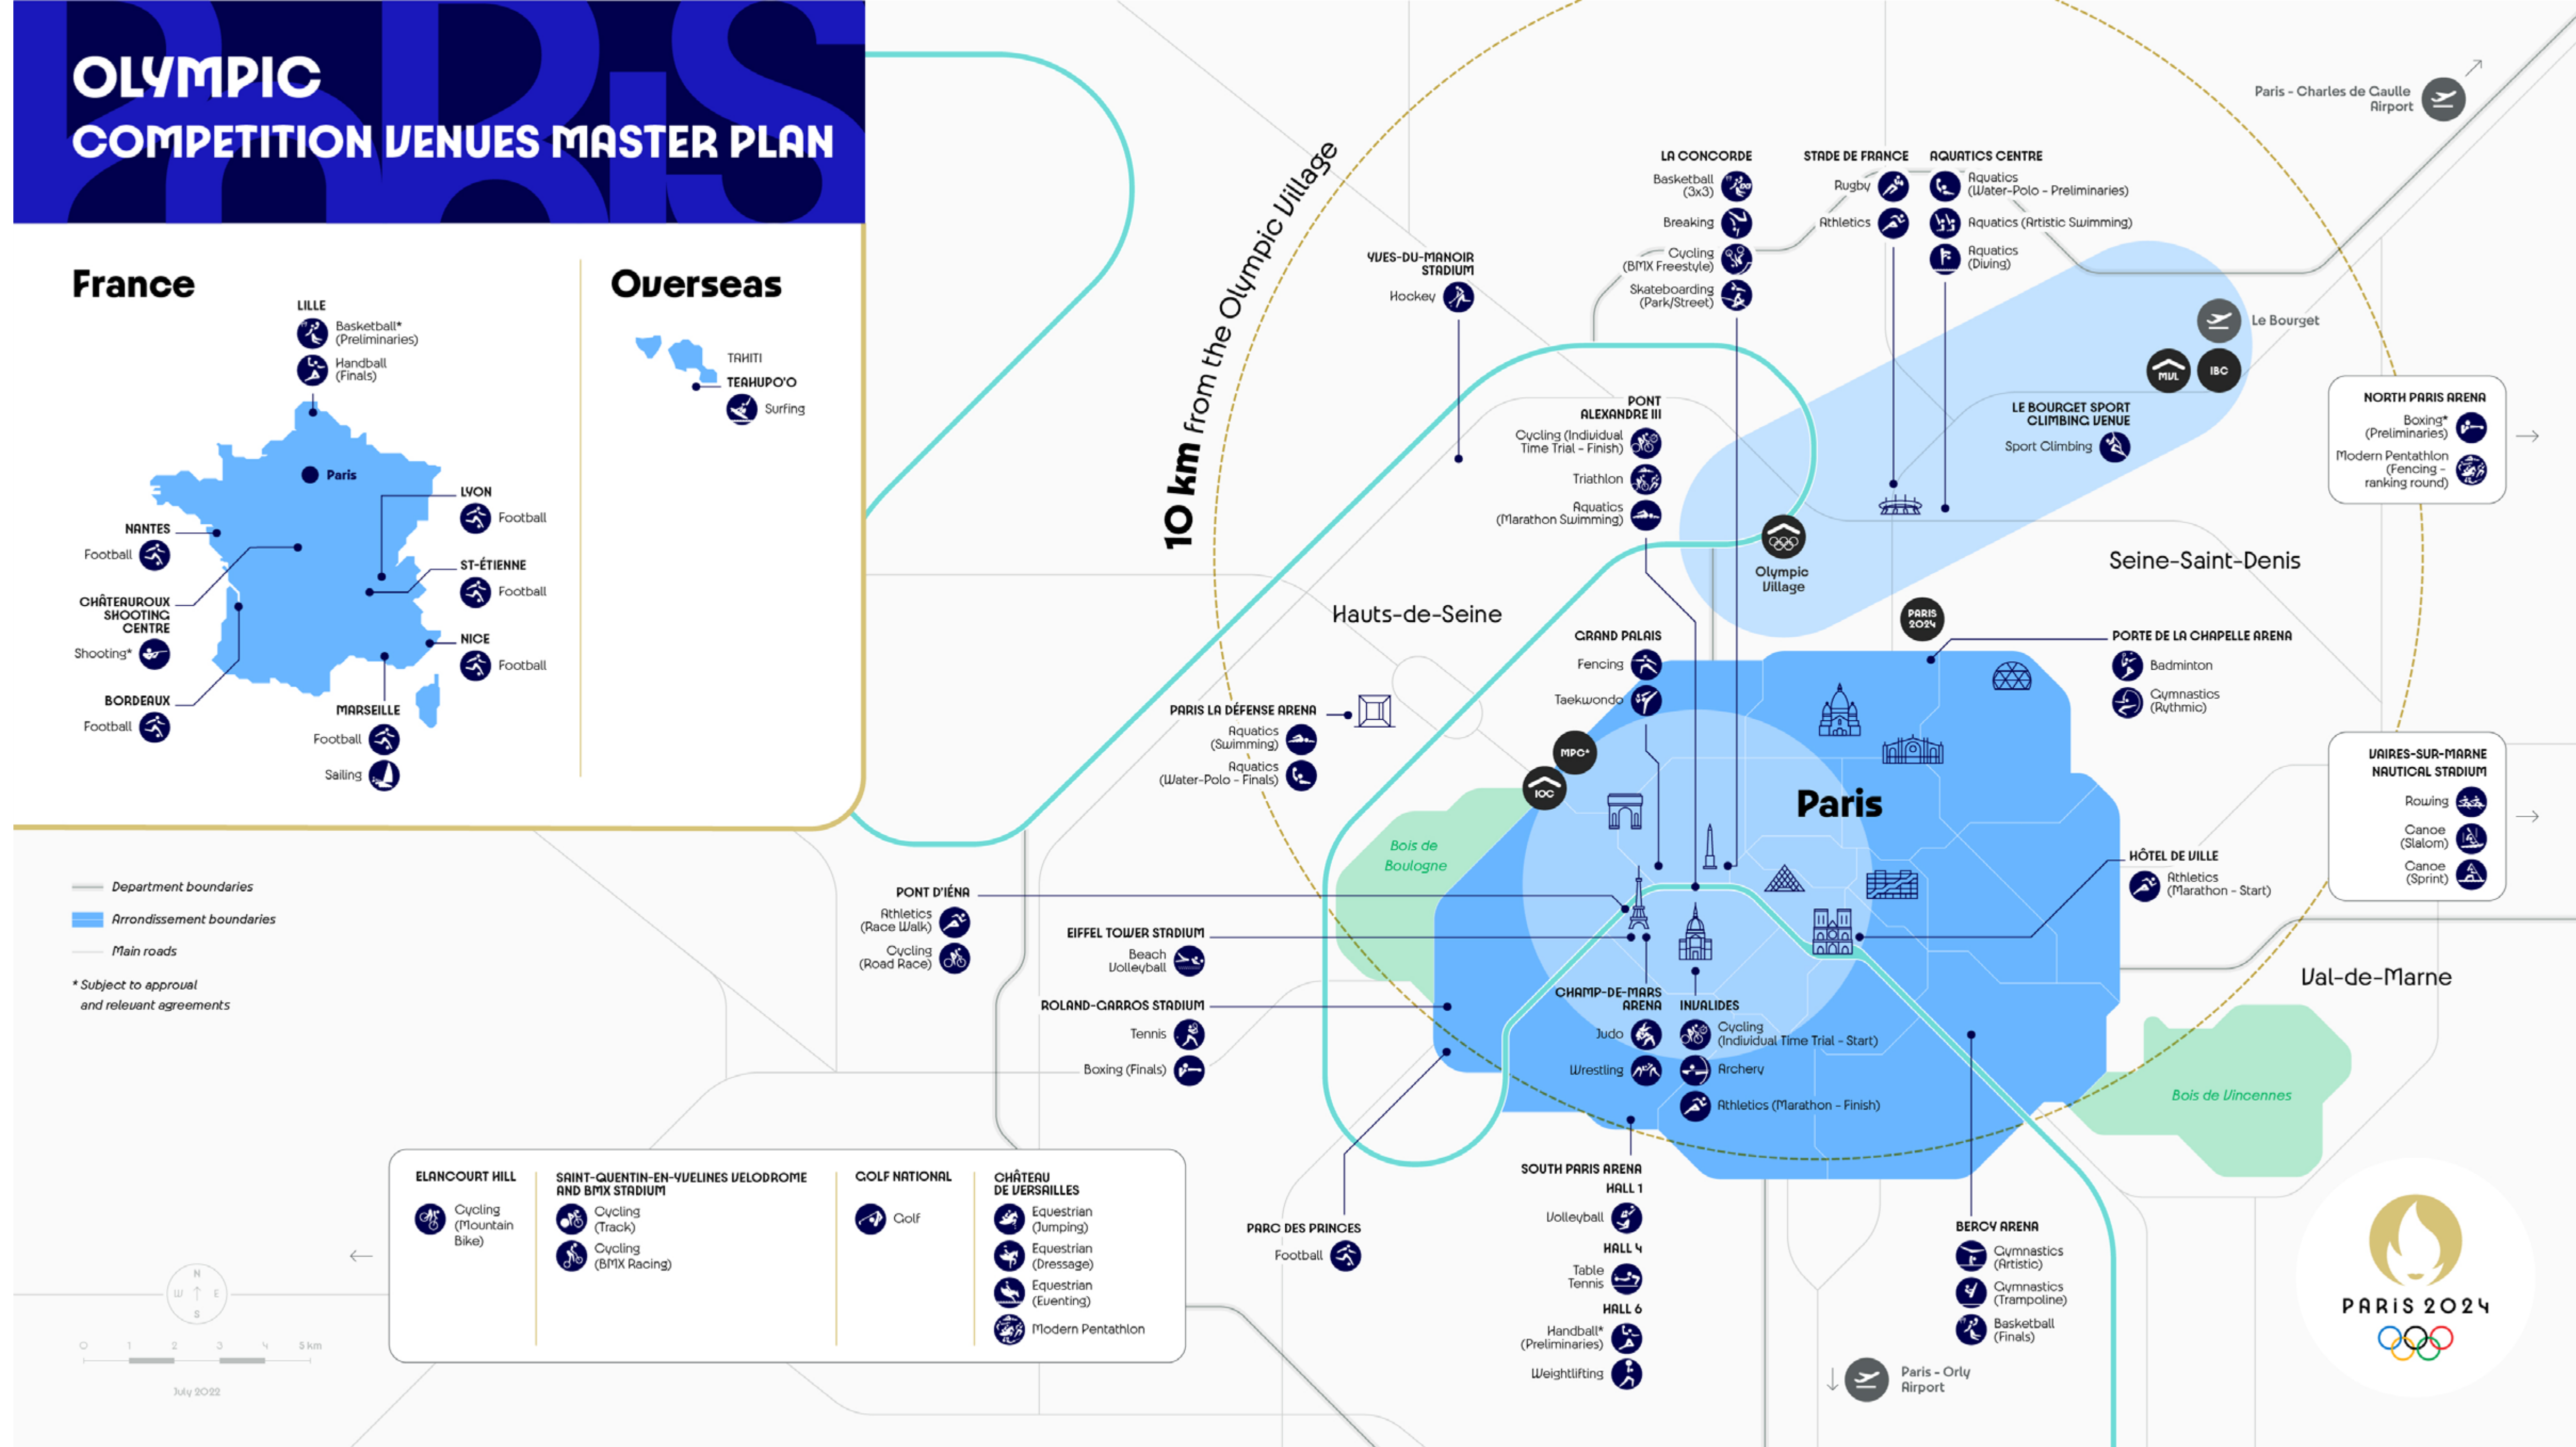 OLYMPIC
COMPETITION VENUES MASTER PLAN
France
LILLE
Basketball*
(Preliminaries)
Handball
(Finals)
Paris
LYON
Football
NANTES
Football
ST-ÉTIENNE
Football
CHÂTEAUROUX
SHOOTING
CENTRE
Shooting*
NICE
Football
BORDEAUX
Football
MARSEILLE
Football
Sailing
Overseas
TAHITI
TEAHUPO'O
Surfing
Department boundaries
Arrondissement boundaries
Main roads
* Subject to approval
and relevant agreements
10 km from the Olympic Village
Paris - Charles de Gaulle
Airport
LA CONCORDE
Basketball
(3x3)
Breaking
Cycling
(BMX Freestyle)
Skateboarding
(Park/Street)
STADE DE FRANCE
Rugby
Athletics
AQUATICS CENTRE
Aquatics
(Water-Polo - Preliminaries)
Aquatics (Artistic Swimming)
Aquatics
(Diving)
YVES-DU-MANOIR
STADIUM
Hockey
Le Bourget
MVL
IBC
LE BOURGET SPORT
CLIMBING VENUE
Sport Climbing
NORTH PARIS ARENA
Boxing*
(Preliminaries)
Modern Pentathlon
(Fencing -
ranking round)
PONT
ALEXANDRE III
Cycling (Individual
Time Trial - Finish)
Triathlon
Aquatics
(Marathon Swimming)
Olympic
Village
Seine-Saint-Denis
Hauts-de-Seine
PARIS
2024
GRAND PALAIS
Fencing
Taekwondo
PORTE DE LA CHAPELLE ARENA
Badminton
Gymnastics
(Rythmic)
PARIS LA DÉFENSE ARENA
Aquatics
(Swimming)
Aquatics
(Water-Polo - Finals)
MPC*
IOC
Paris
VAIRES-SUR-MARNE
NAUTICAL STADIUM
Rowing
Canoe
(Slalom)
Canoe
(Sprint)
Bois de
Boulogne
HÔTEL DE VILLE
Athletics
(Marathon - Start)
PONT D'IÉNA
Athletics
(Race Walk)
Cycling
(Road Race)
EIFFEL TOWER STADIUM
Beach
Volleyball
ROLAND-GARROS STADIUM
Tennis
Boxing (Finals)
CHAMP-DE-MARS
ARENA
Judo
Wrestling
INVALIDES
Cycling
(Individual Time Trial - Start)
Archery
Athletics (Marathon - Finish)
Val-de-Marne
Bois de Vincennes
ELANCOURT HILL
Cycling
(Mountain
Bike)
SAINT-QUENTIN-EN-YVELINES VELODROME
AND BMX STADIUM
Cycling
(Track)
Cycling
(BMX Racing)
GOLF NATIONAL
Golf
CHÂTEAU
DE VERSAILLES
Equestrian
(Jumping)
Equestrian
(Dressage)
Equestrian
(Eventing)
Modern Pentathlon
PARC DES PRINCES
Football
SOUTH PARIS ARENA
HALL 1
Volleyball
HALL 4
Table
Tennis
HALL 6
Handball*
(Preliminaries)
Weightlifting
BERCY ARENA
Gymnastics
(Artistic)
Gymnastics
(Trampoline)
Basketball
(Finals)
Paris - Orly
Airport
N
W E
S
0 1 2 3 4 5 km
July 2022
PARIS 2024